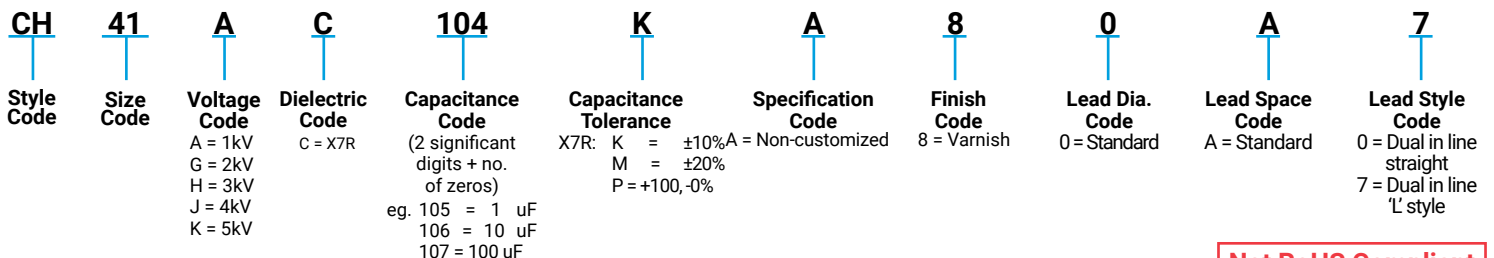 CH 41 A C 104 K A 8 0 A 7
Style
Code
Size
Code
Voltage
Code
A = 1kV
G = 2kV
H = 3kV
J = 4kV
K = 5kV
Dielectric
Code
C = X7R
Capacitance
Code
(2 significant
digits + no.
of zeros)
eg. 105 = 1 uF
106 = 10 uF
107 = 100 uF
Capacitance
Tolerance
X7R: K = ±10%
M = ±20%
P = +100, -0%
Specification
Code
A = Non-customized
Finish
Code
8 = Varnish
Lead Dia.
Code
0 = Standard
Lead Space
Code
A = Standard
Lead Style
Code
0 = Dual in line
straight
7 = Dual in line
'L' style
Not RoHS Compliant